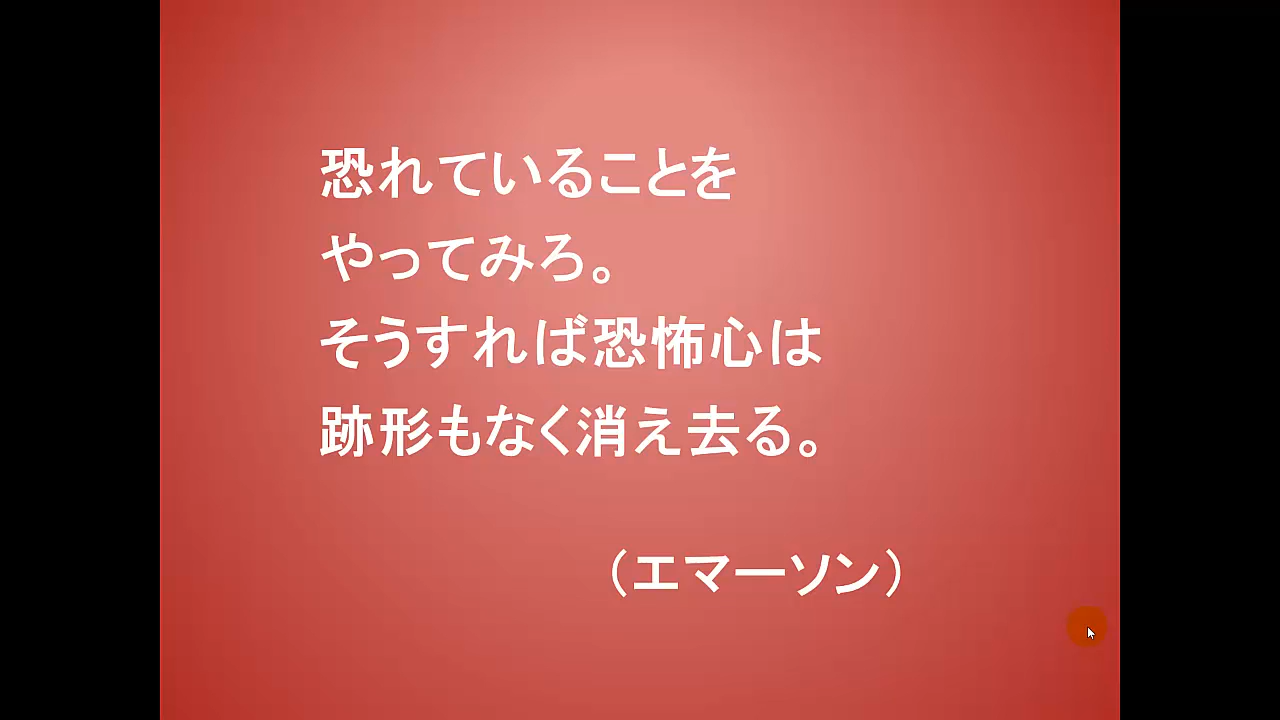 恐れていることを
やってみろ。
そうすれば恐怖心は
跡形もなく消え去る。
（エマーソン）